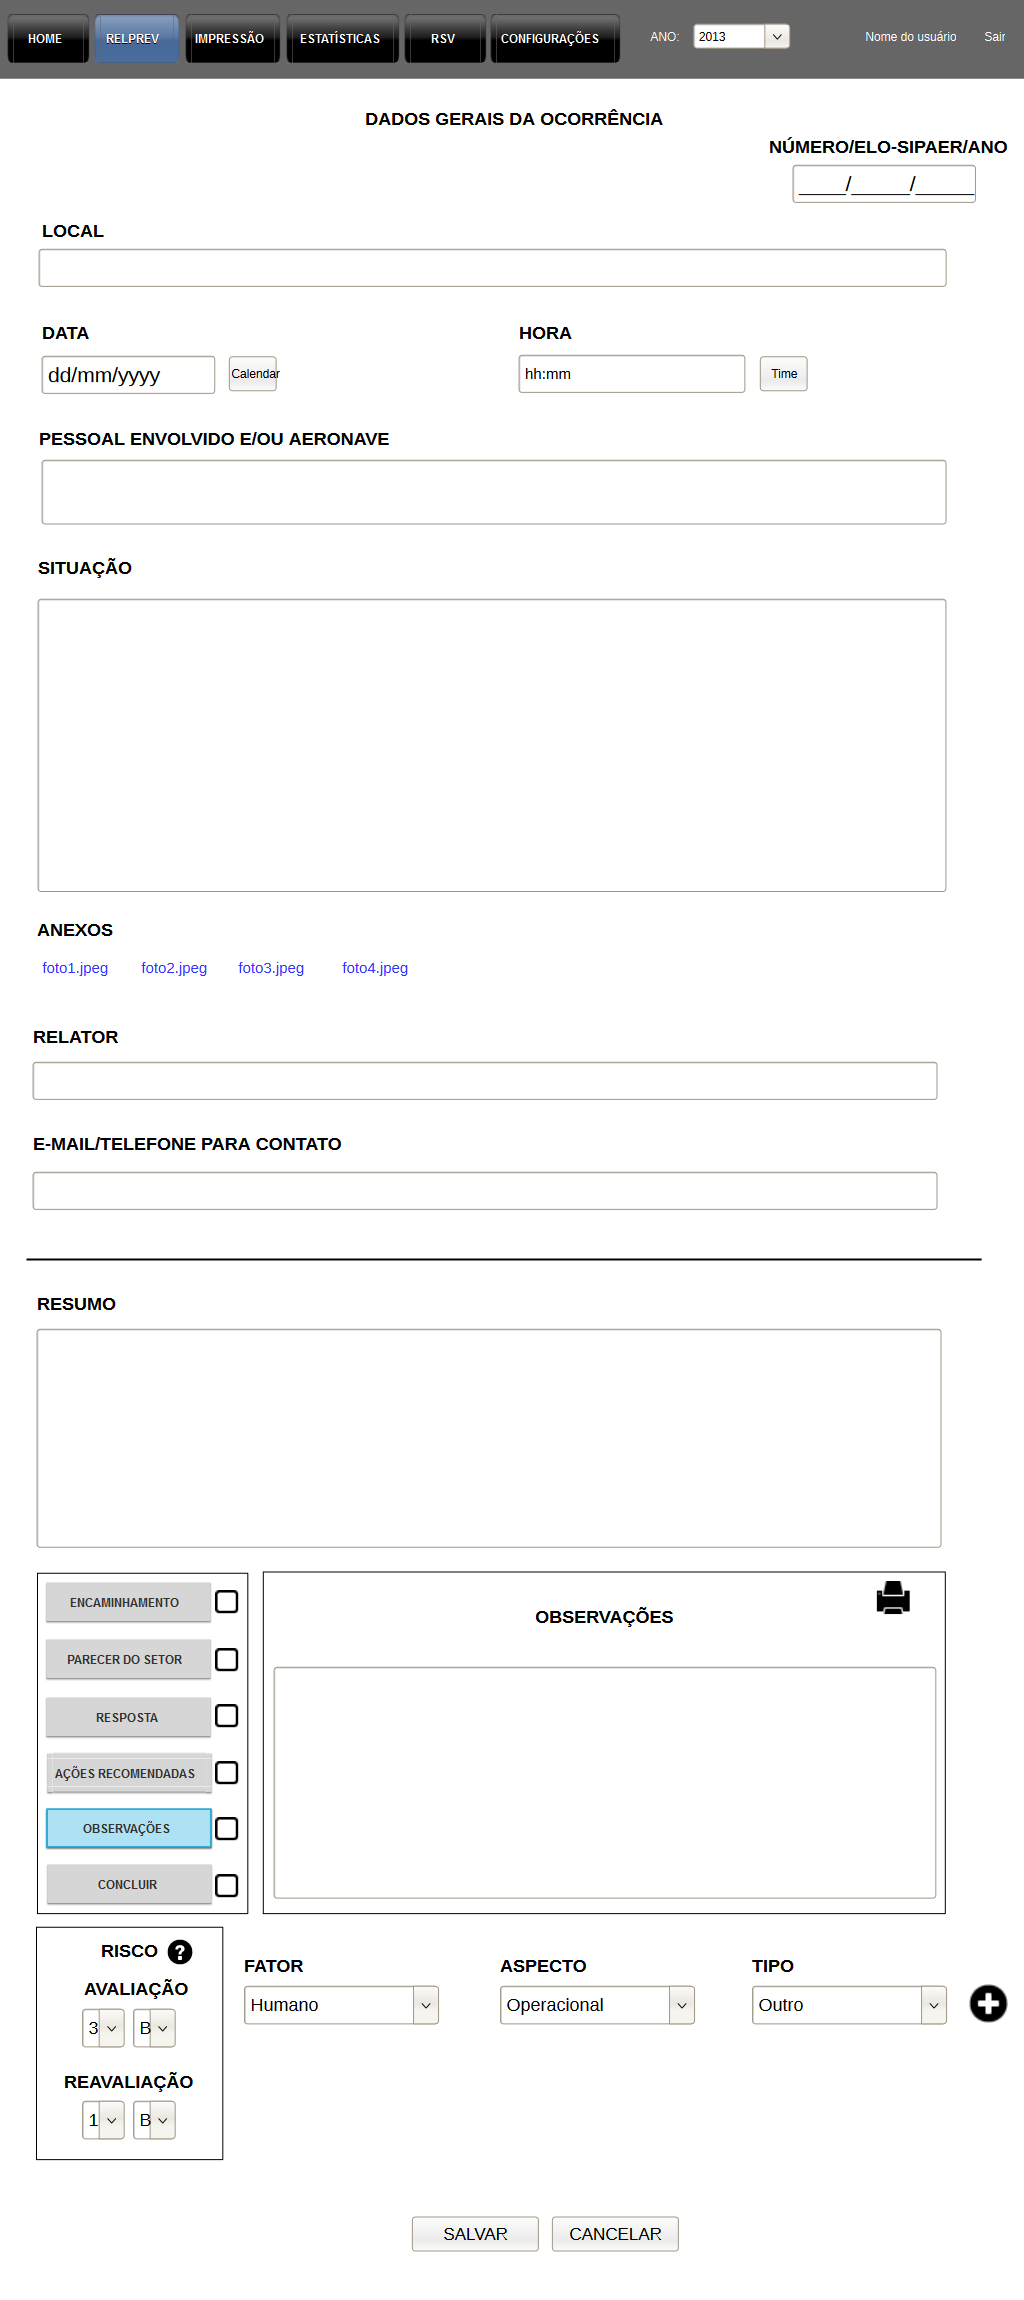 HOME RELPREV IMPRESSÃO ESTATÍSTICAS RSV CONFIGURAÇÕES ANO: 2013 Nome do usuário Sair
DADOS GERAIS DA OCORRÊNCIA
NÚMERO/ELO-SIPAER/ANO
____/_____/_____
LOCAL
DATA HORA
dd/mm/yyyy Calendar hh:mm Time
PESSOAL ENVOLVIDO E/OU AERONAVE
SITUAÇÃO
ANEXOS
foto1.jpeg foto2.jpeg foto3.jpeg foto4.jpeg
RELATOR
E-MAIL/TELEFONE PARA CONTATO
RESUMO
ENCAMINHAMENTO
OBSERVAÇÕES
PARECER DO SETOR
RESPOSTA
AÇÕES RECOMENDADAS
OBSERVAÇÕES
CONCLUIR
RISCO ?
FATOR ASPECTO TIPO
AVALIAÇÃO
Humano Operacional Outro
3 B
REAVALIAÇÃO
1 B
SALVAR CANCELAR